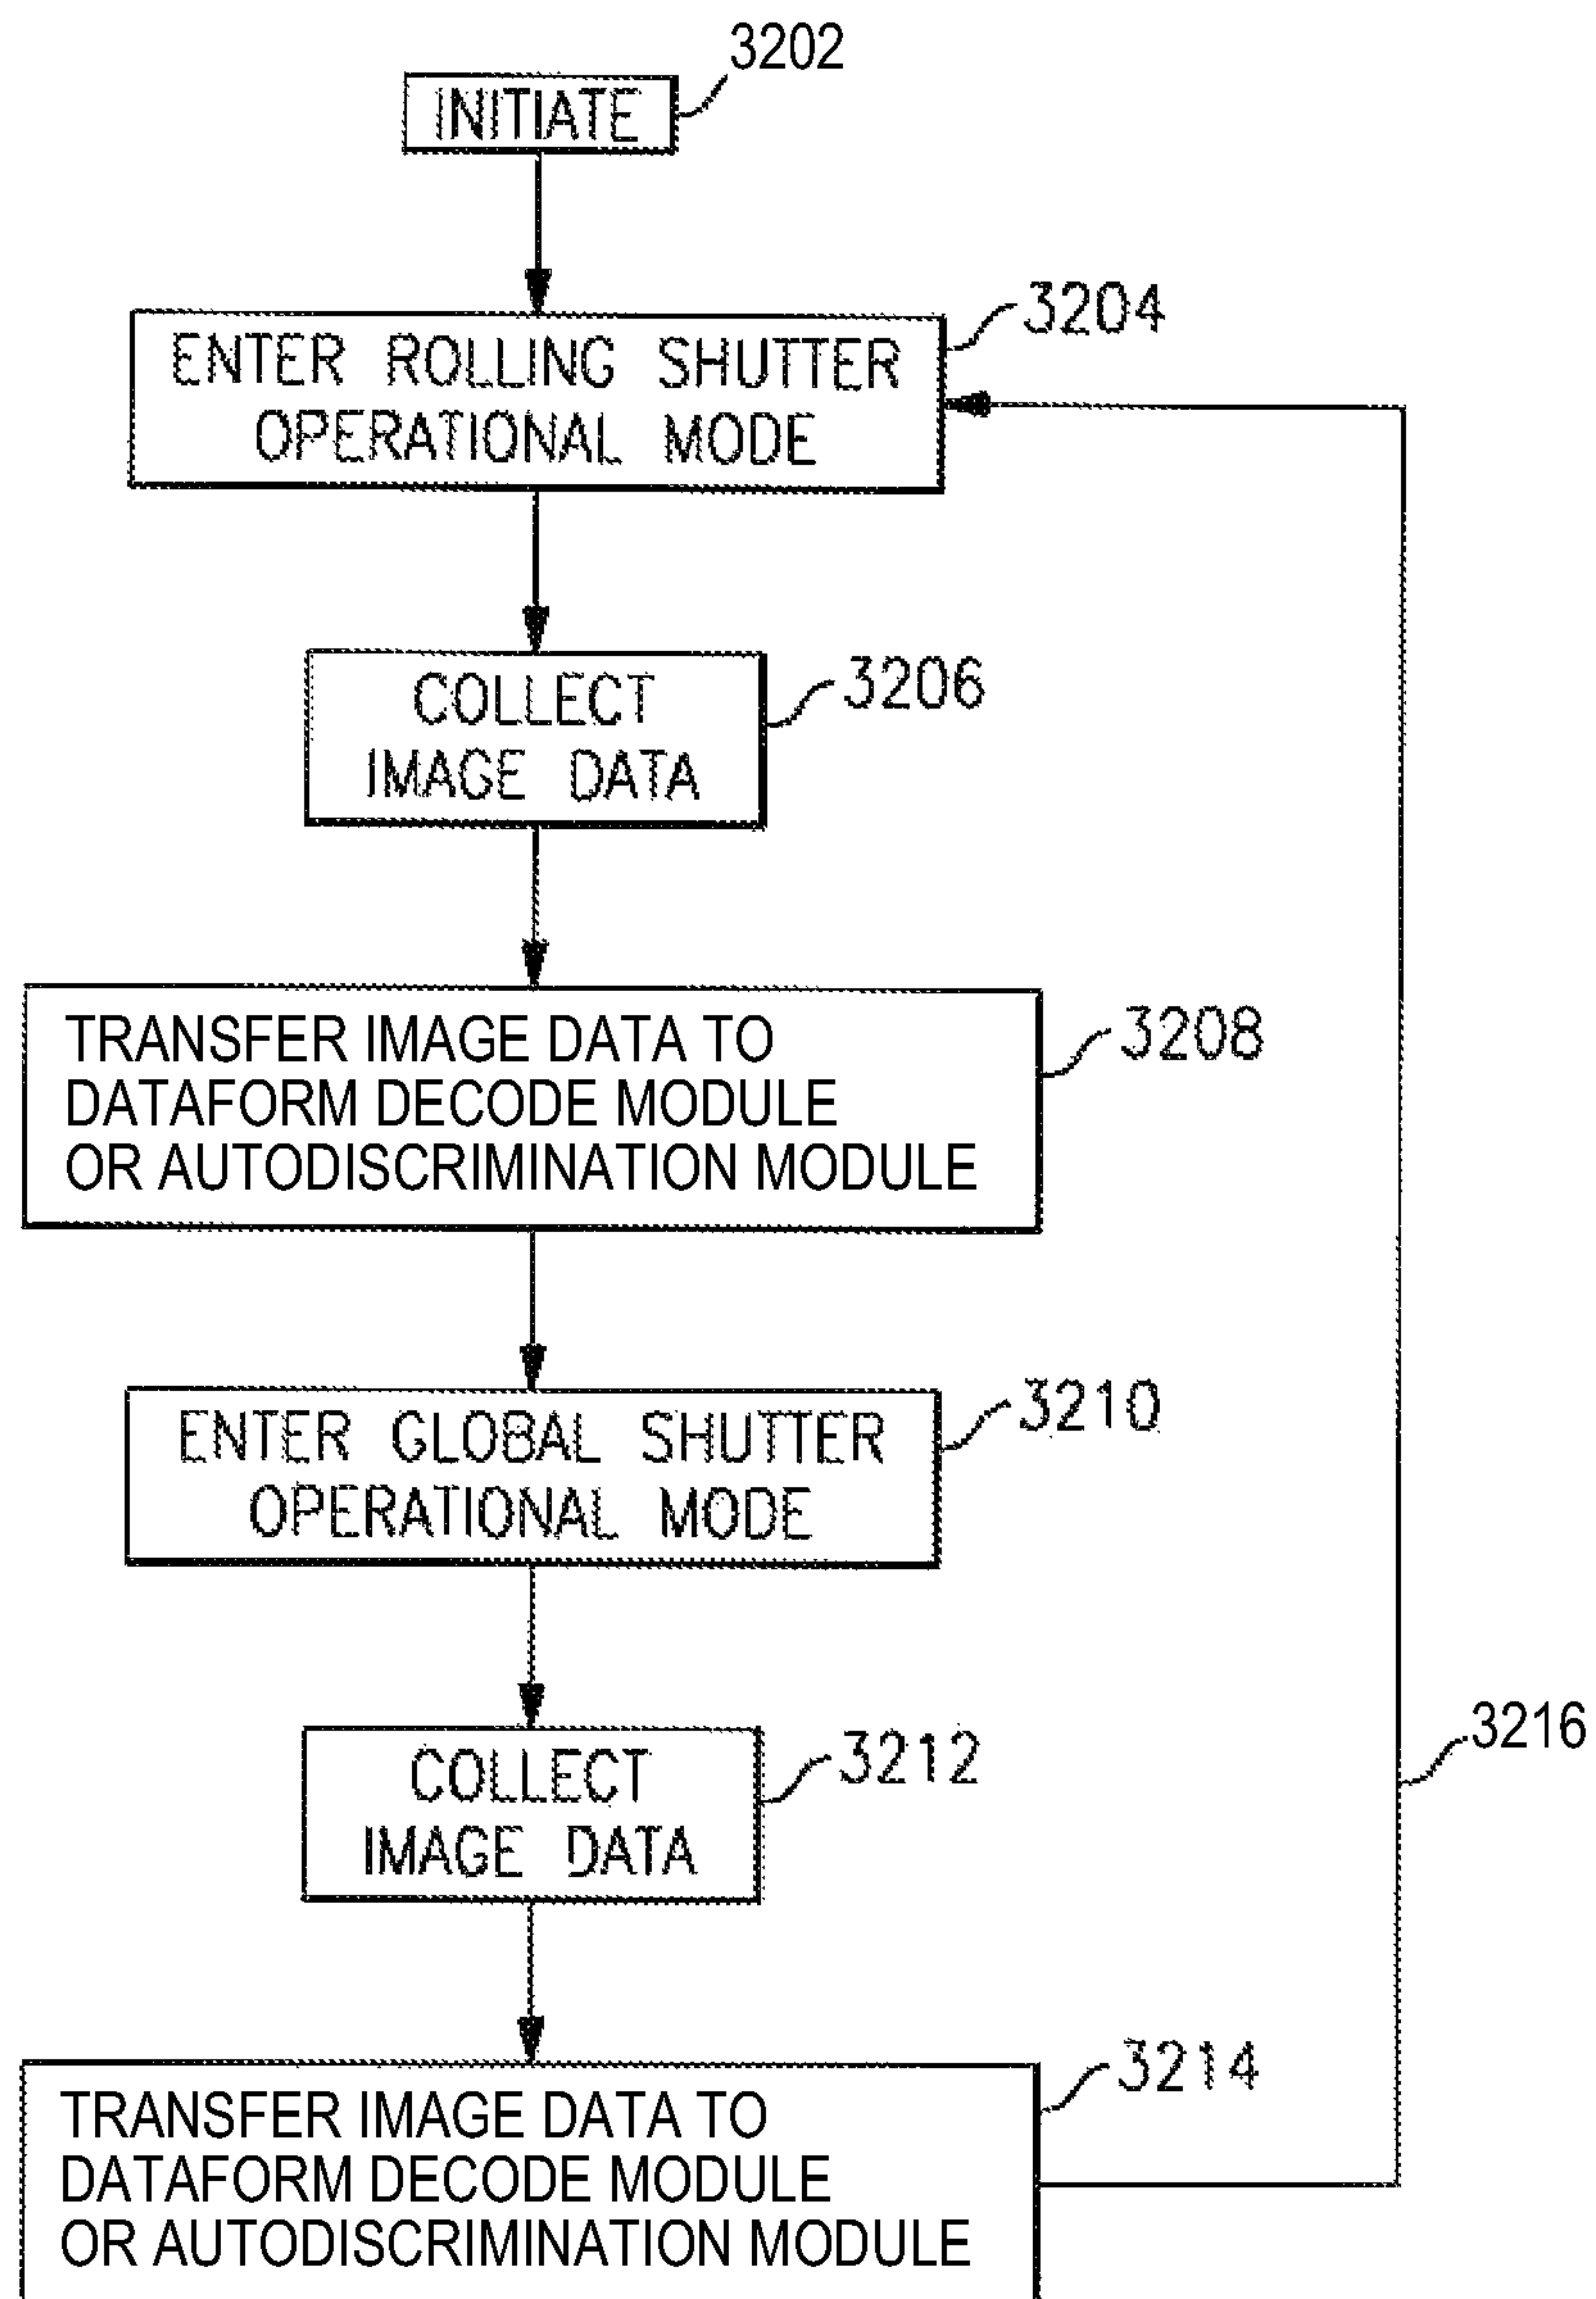 3202
INITIATE
3204
ENTER ROLLING SHUTTER
OPERATIONAL MODE
3206
COLLECT
IMAGE DATA
3208
TRANSFER IMAGE DATA TO
DATAFORM DECODE MODULE
OR AUTODISCRIMINATION MODULE
3210
ENTER GLOBAL SHUTTER
OPERATIONAL MODE
3212
COLLECT
IMAGE DATA
3216
3214
TRANSFER IMAGE DATA TO
DATAFORM DECODE MODULE
OR AUTODISCRIMINATION MODULE